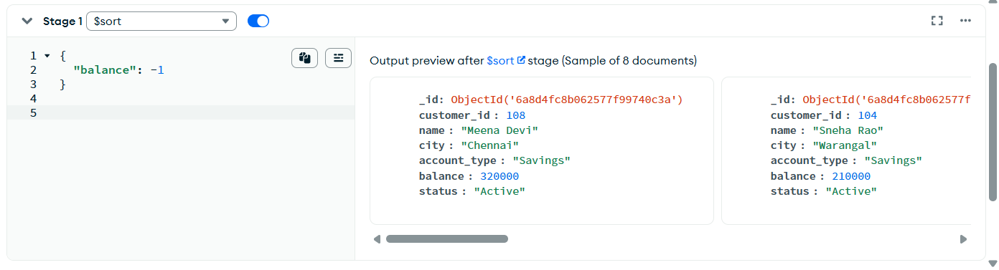 Stage 1 $sort
1 {
2 "balance": -1
3 }
4
5
Output preview after $sort stage (Sample of 8 documents)
_id: ObjectId('6a8d4fc8b062577f99740c3a')
customer_id : 108
name : "Meena Devi"
city : "Chennai"
account_type : "Savings"
balance : 320000
status : "Active"
_id: ObjectId('6a8d4fc8b062577f
customer_id : 104
name : "Sneha Rao"
city : "Warangal"
account_type : "Savings"
balance : 210000
status : "Active"